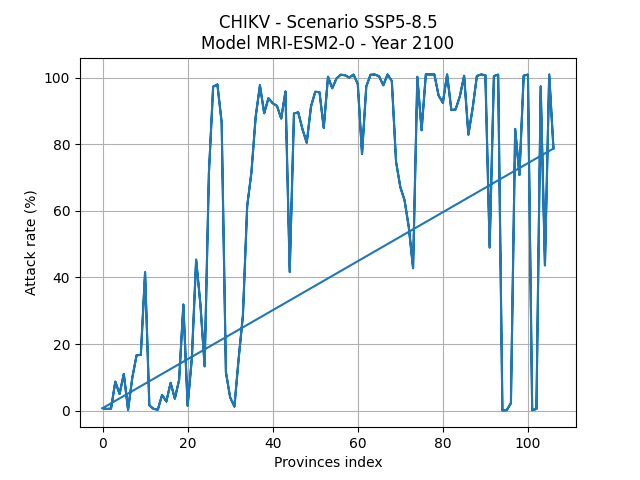 CHIKV - Scenario SSP5-8.5
Model MRI-ESM2-0 - Year 2100
Attack rate (%)
100
80
60
40
20
0
0 20 40 60 80 100
Provinces index